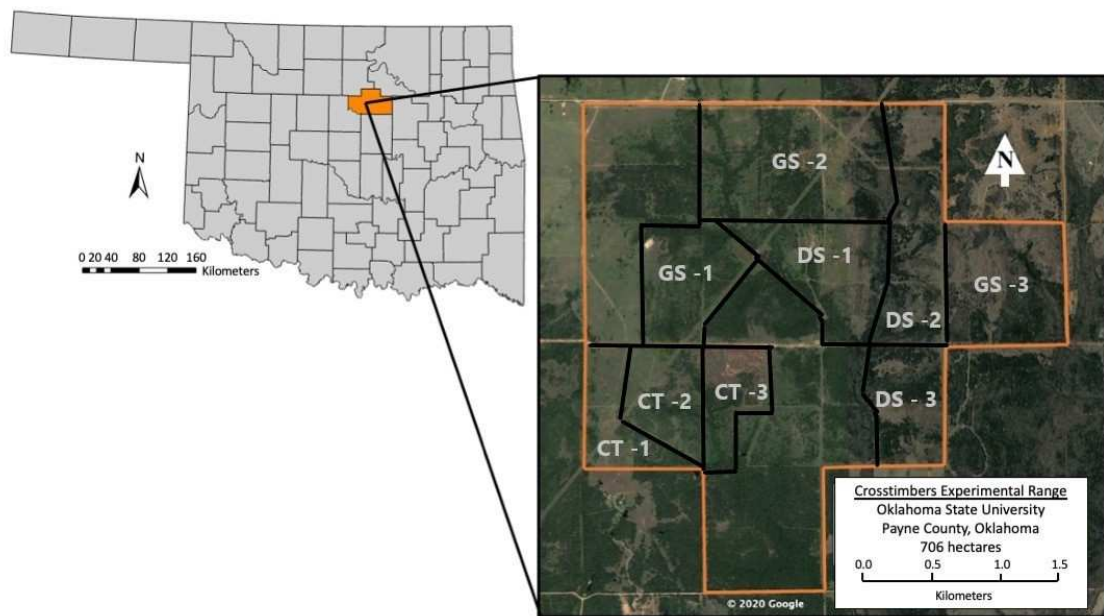 N
0 20 40 80 120 160
Kilometers
N
GS -2
GS -1
DS -1
GS -3
DS -2
CT -2
CT -3
DS - 3
CT -1
Crosstimbers Experimental Range
Oklahoma State University
Payne County, Oklahoma
706 hectares
0.0 0.5 1.0 1.5
Kilometers
© 2020 Google